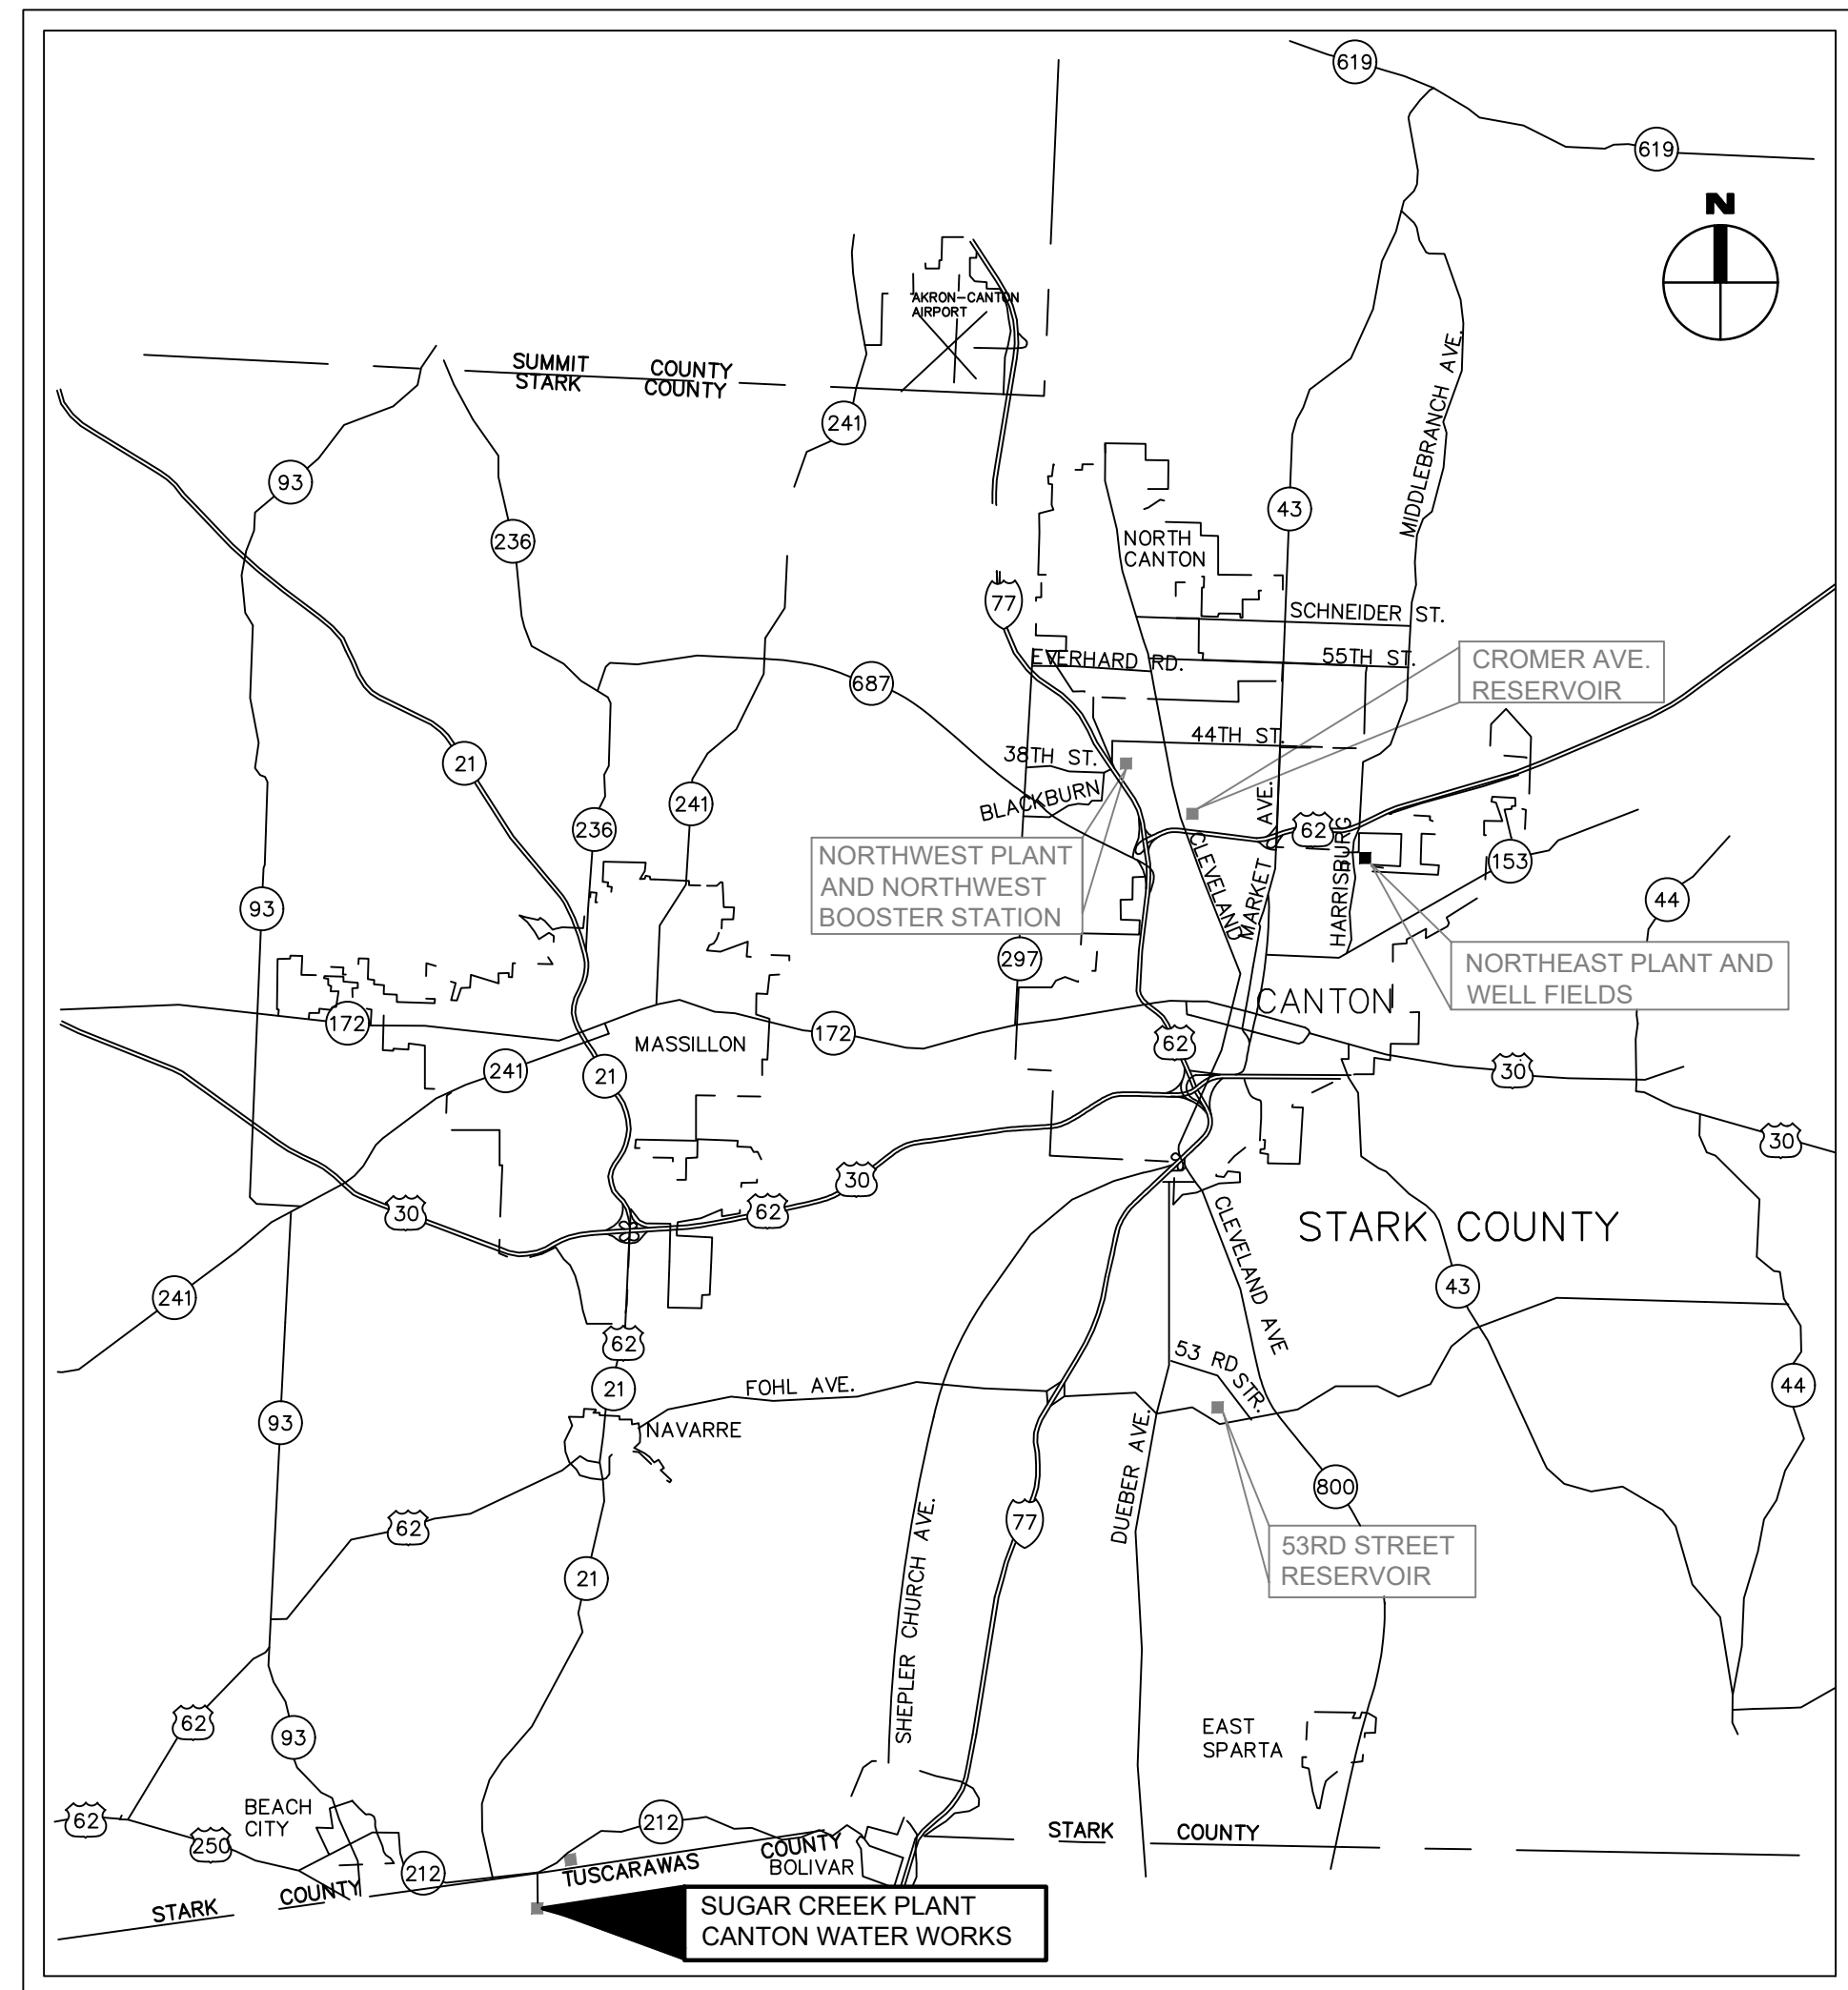 619
619
N
AKRON-CANTON
AIRPORT
SUMMIT COUNTY
STARK COUNTY
241
93
236
43
MIDDLEBRANCH AVE.
NORTH
CANTON
77
SCHNEIDER ST.
EVERHARD RD.
55TH ST.
CROMER AVE.
RESERVOIR
687
44TH ST.
38TH ST.
21
BLACKBURN
241
236
AVE.
62
CLEVELAND
MARKET
HARRISBURG
NORTHWEST PLANT
AND NORTHWEST
BOOSTER STATION
153
44
93
297
NORTHEAST PLANT AND
WELL FIELDS
CANTON
172
MASSILLON
172
62
241
21
30
30
30
30
62
STARK COUNTY
CLEVELAND AVE
241
43
62
53 RD STR.
21
FOHL AVE.
44
93
NAVARRE
DUEBER AVE.
800
62
77
SHEPLER CHURCH AVE.
53RD STREET
RESERVOIR
21
62
93
EAST
SPARTA
BEACH
CITY
62
250
212
STARK COUNTY
212
COUNTY
TUSCARAWAS
BOLIVAR
STARK COUNTY
SUGAR CREEK PLANT
CANTON WATER WORKS